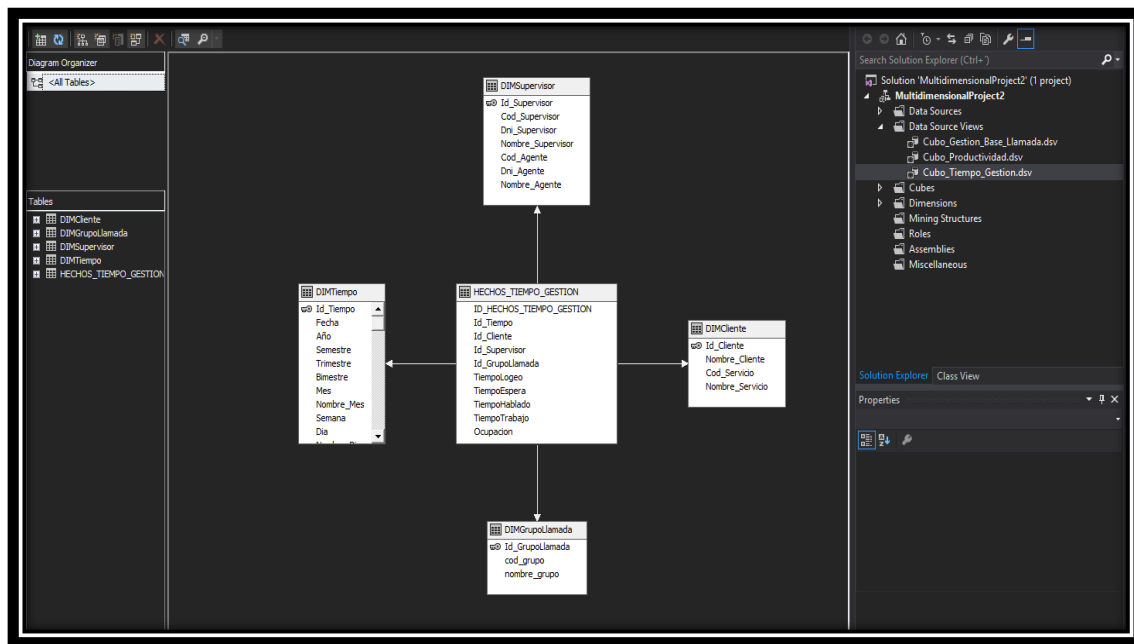 Diagram Organizer
<All Tables>
Tables
DIMCliente
DIMGrupoLlamada
DIMSupervisor
DIMTiempo
HECHOS_TIEMPO_GESTION
DIMSupervisor
Id_Supervisor
Cod_Supervisor
Dni_Supervisor
Nombre_Supervisor
Cod_Agente
Dni_Agente
Nombre_Agente
DIMTiempo
Id_Tiempo
Fecha
Año
Semestre
Trimestre
Bimestre
Mes
Nombre_Mes
Semana
Dia
HECHOS_TIEMPO_GESTION
ID_HECHOS_TIEMPO_GESTION
Id_Tiempo
Id_Cliente
Id_Supervisor
Id_GrupoLlamada
TiempoLogeo
TiempoEspera
TiempoHablado
TiempoTrabajo
Ocupacion
DIMCliente
Id_Cliente
Nombre_Cliente
Cod_Servicio
Nombre_Servicio
DIMGrupoLlamada
Id_GrupoLlamada
cod_grupo
nombre_grupo
Search Solution Explorer (Ctrl+¨)
Solution 'MultidimensionalProject2' (1 project)
MultidimensionalProject2
Data Sources
Data Source Views
Cubo_Gestion_Base_Llamada.dsv
Cubo_Productividad.dsv
Cubo_Tiempo_Gestion.dsv
Cubes
Dimensions
Mining Structures
Roles
Assemblies
Miscellaneous
Solution Explorer Class View
Properties